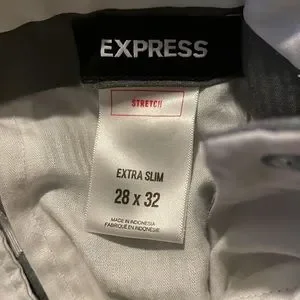 EXPRESS
STRETCH
EXTRA SLIM
28 x 32
MADE IN INDONESIA
FABRIQUÉ EN INDONÉSIE